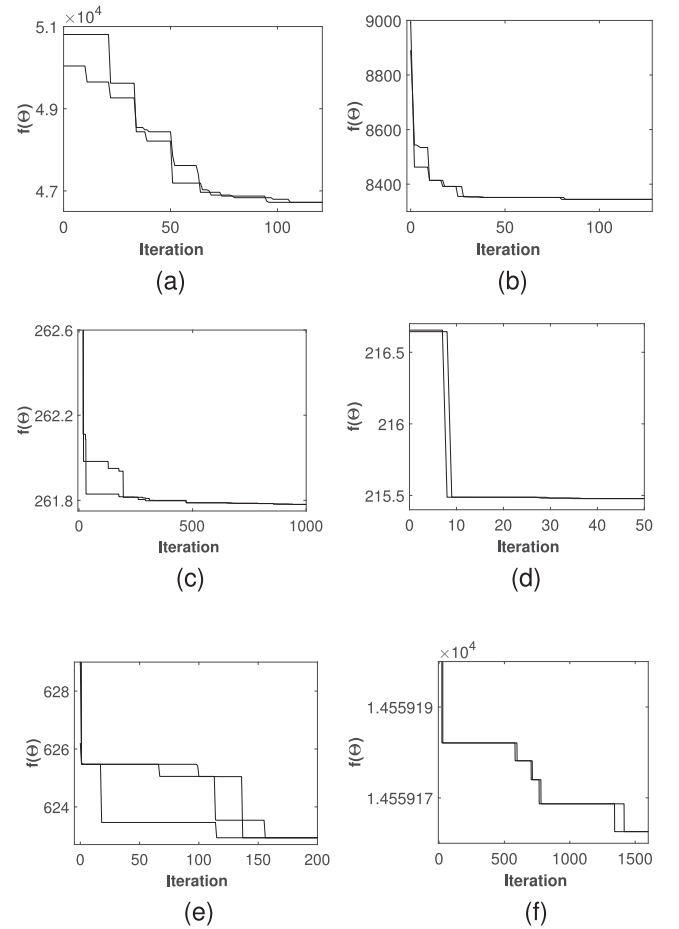 ×10⁴
5.1
4.9
4.7
f(Θ)
0 50 100
Iteration
(a)
9000
8800
8600
8400
f(Θ)
0 50 100
Iteration
(b)
262.6
262.2
261.8
f(Θ)
0 500 1000
Iteration
(c)
216.5
216
215.5
f(Θ)
0 10 20 30 40 50
Iteration
(d)
628
626
624
f(Θ)
0 50 100 150 200
Iteration
(e)
×10⁴
1.455919
1.455917
f(Θ)
0 500 1000 1500
Iteration
(f)